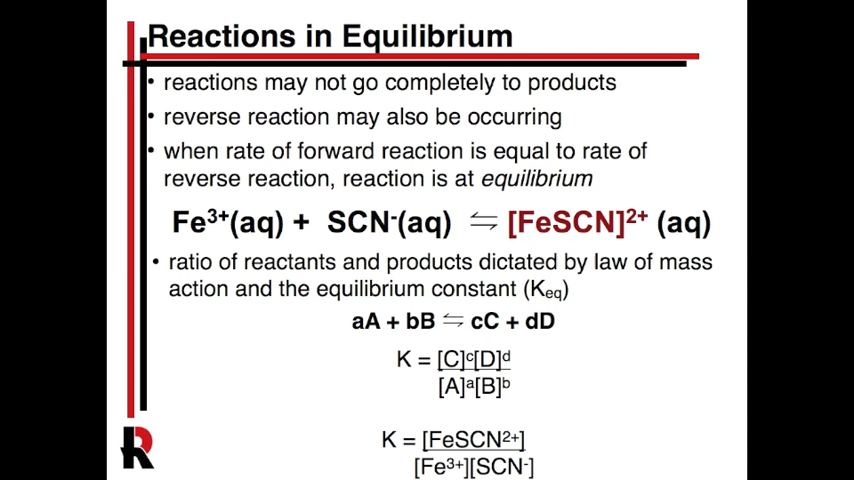 Reactions in Equilibrium
• reactions may not go completely to products
• reverse reaction may also be occurring
• when rate of forward reaction is equal to rate of
reverse reaction, reaction is at equilibrium
Fe³⁺(aq) + SCN⁻(aq) ⇋ [FeSCN]²⁺ (aq)
• ratio of reactants and products dictated by law of mass
action and the equilibrium constant (Keq)
aA + bB ⇋ cC + dD
K = [C]ᶜ[D]ᵈ
[A]ᵃ[B]ᵇ
K = [FeSCN²⁺]
[Fe³⁺][SCN⁻]